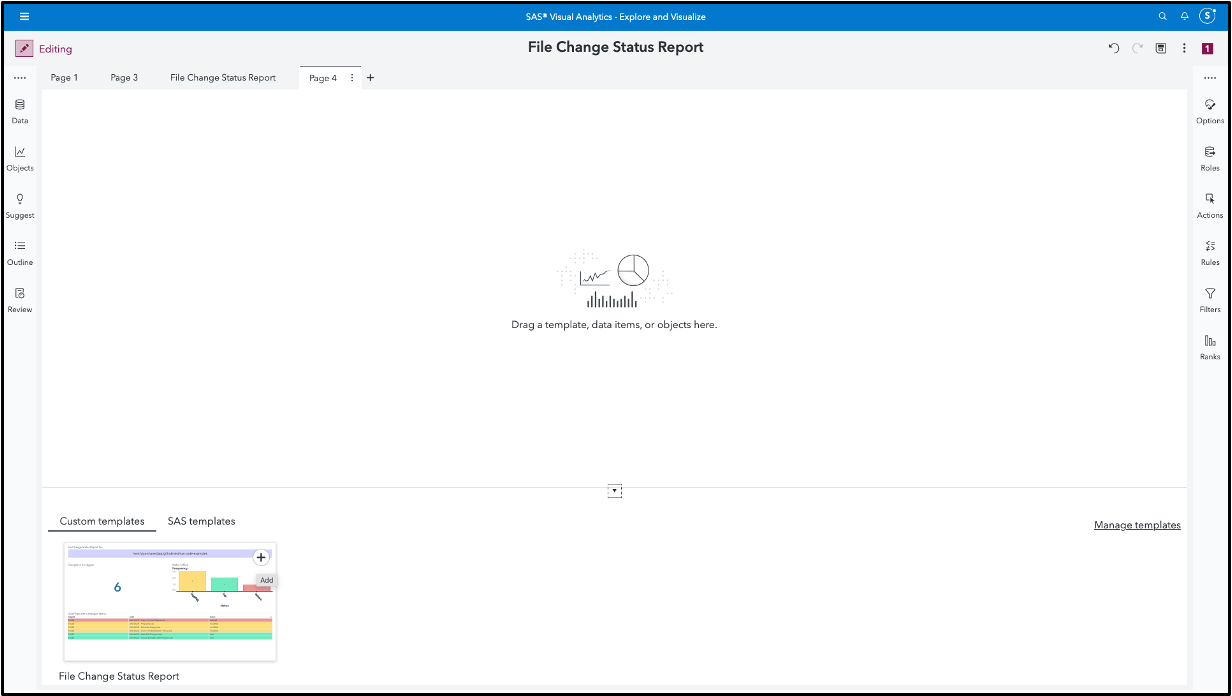 SAS® Visual Analytics - Explore and Visualize
S
Editing
File Change Status Report
1
Page 1
Page 3
File Change Status Report
Page 4
Data
Objects
Suggest
Outline
Review
Options
Roles
Actions
Rules
Filters
Ranks
Drag a template, data items, or objects here.
Custom templates
SAS templates
Manage templates
6
Add
File Change Status Report